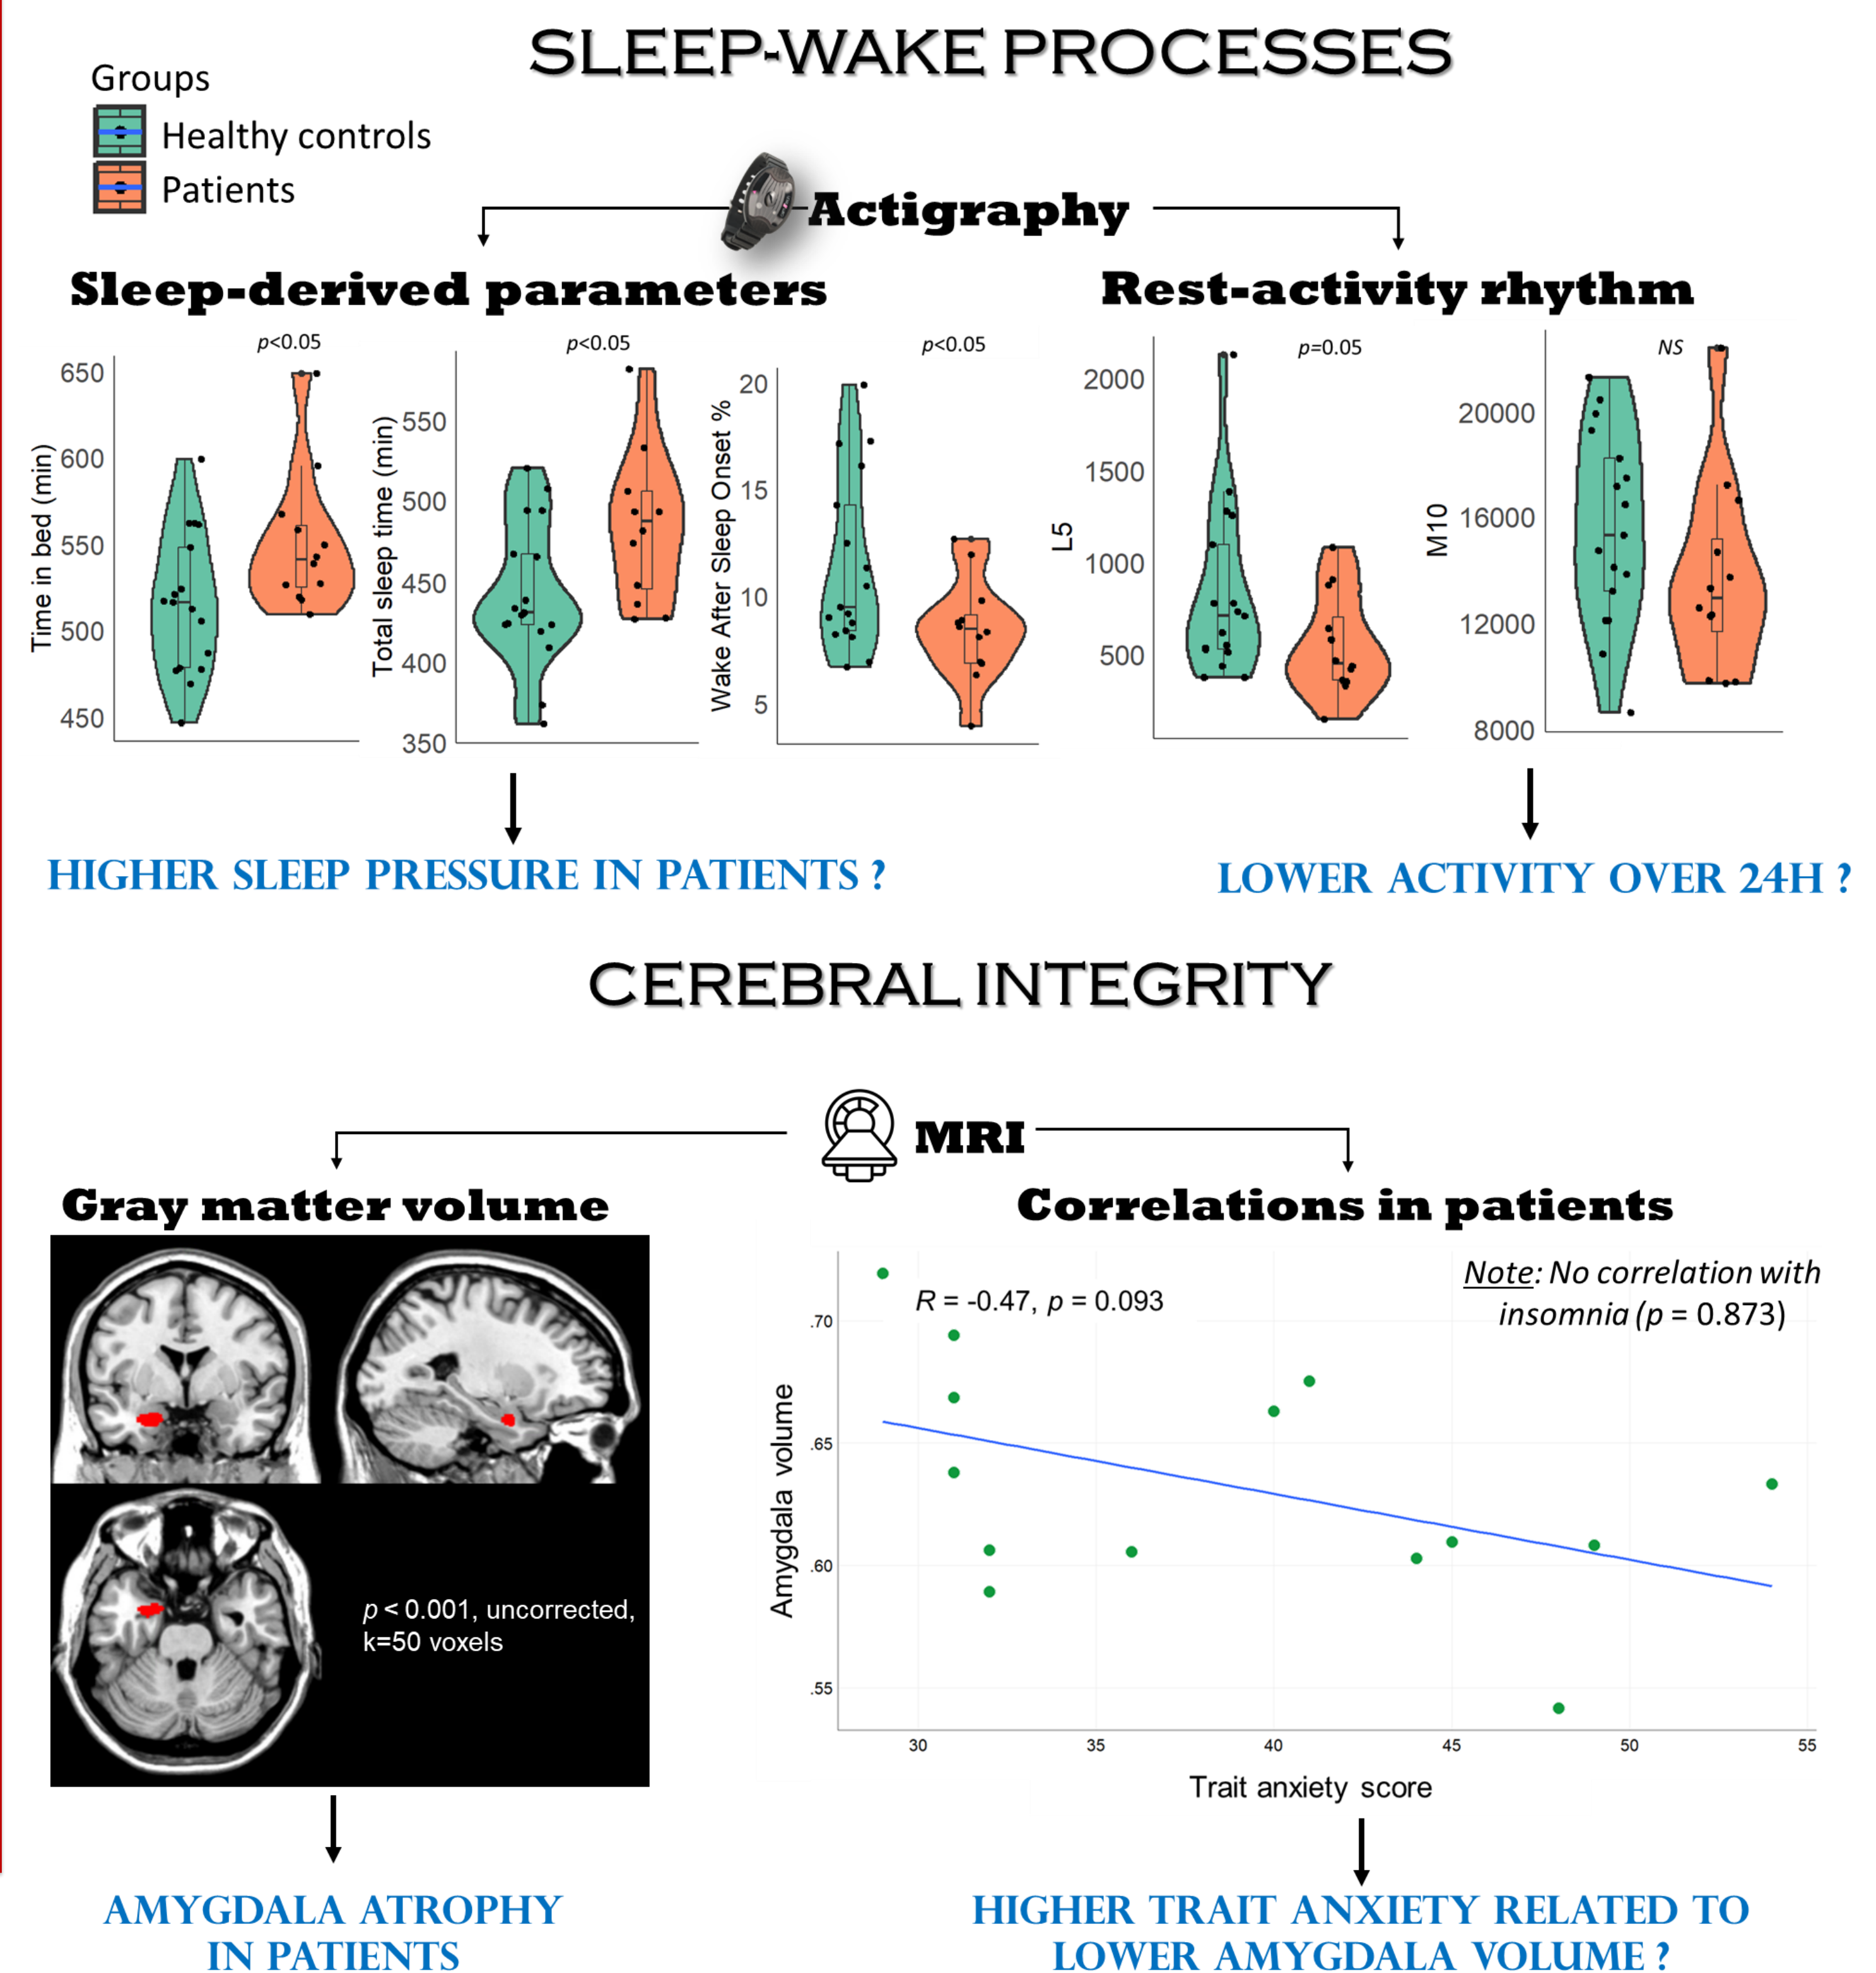 SLEEP-WAKE PROCESSES
Groups
Healthy controls
Patients
Actigraphy
Sleep-derived parameters
Rest-activity rhythm
p<0.05
Time in bed (min)
650
600
550
500
450
p<0.05
Total sleep time (min)
550
500
450
400
350
p<0.05
Wake After Sleep Onset %
20
15
10
5
p=0.05
L5
2000
1500
1000
500
NS
M10
20000
16000
12000
8000
HIGHER SLEEP PRESSURE IN PATIENTS ?
LOWER ACTIVITY OVER 24H ?
CEREBRAL INTEGRITY
MRI
Gray matter volume
p < 0.001, uncorrected,
k=50 voxels
AMYGDALA ATROPHY
IN PATIENTS
Correlations in patients
R = -0.47, p = 0.093
Note: No correlation with
insomnia (p = 0.873)
Amygdala volume
.70
.65
.60
.55
30 35 40 45 50 55
Trait anxiety score
HIGHER TRAIT ANXIETY RELATED TO
LOWER AMYGDALA VOLUME ?